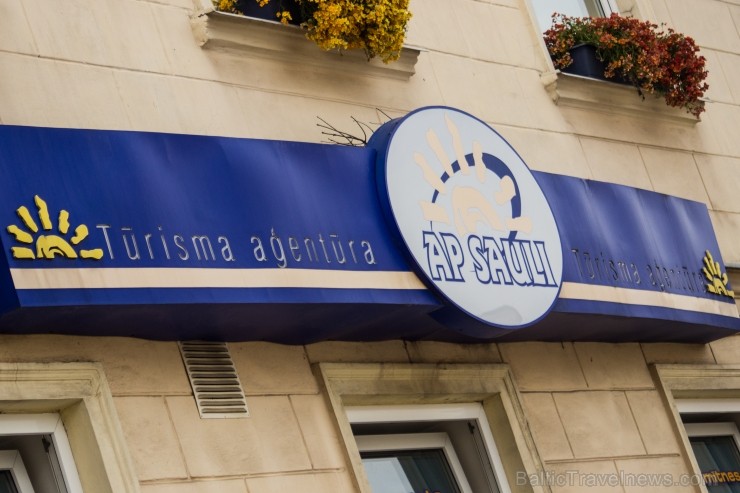 Tūrisma aģentūra
AP SAULI
Tūrisma aģentūra
BalticTravelnews.com